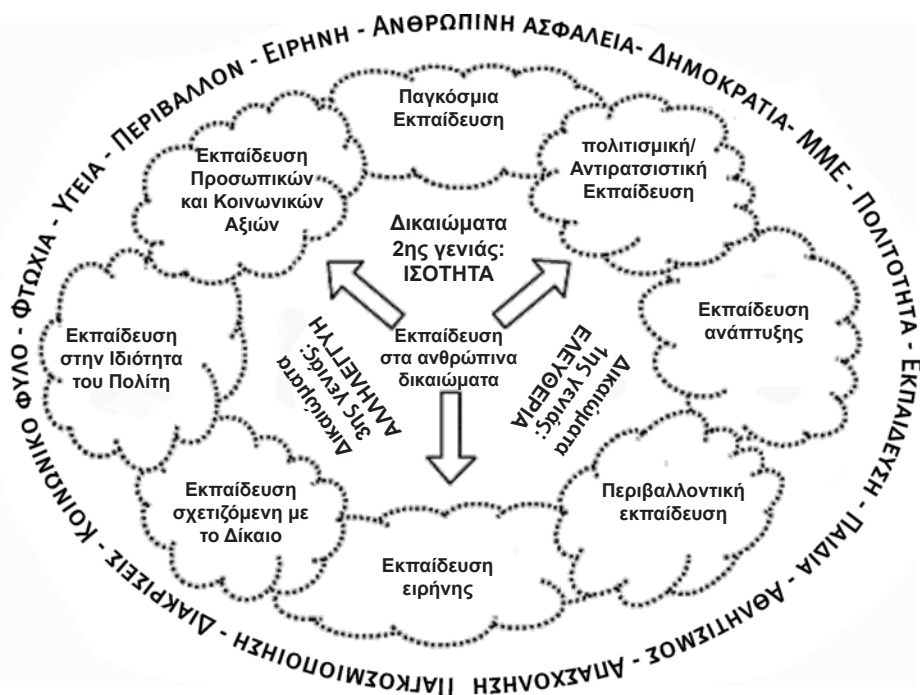 ΚΟΙΝΩΝΙΚΟ ΦΥΛΟ - ΦΤΩΧΙΑ - ΥΓΕΙΑ - ΠΕΡΙΒΑΛΛΟΝ - ΕΙΡΗΝΗ - ΑΝΘΡΩΠΙΝΗ ΑΣΦΑΛΕΙΑ- ΔΗΜΟΚΡΑΤΙΑ- ΜΜΕ - ΠΟΛΙΤΟΤΗΤΑ - ΕΚΠΑΙΔΕΥΣΗ - ΠΑΙΔΙΑ - ΑΘΛΗΤΙΣΜΟΣ - ΑΠΑΣΧΟΛΗΣΗ ΠΑΓΚΟΣΜΙΟΠΟΙΗΣΗ - ΔΙΑΚΡΙΣΕΙΣ -
Παγκόσμια
Εκπαίδευση
πολιτισμική/
Αντιρατσιστική
Εκπαίδευση
Εκπαίδευση
Προσωπικών
και Κοινωνικών
Αξιών
Δικαιώματα
2ης γενιάς:
ΙΣΟΤΗΤΑ
Εκπαίδευση
ανάπτυξης
Εκπαίδευση
στην Ιδιότητα
του Πολίτη
Δικαιώματα
3ης γενιάς:
ΑΛΛΗΛΕΓΓΥΗ
Εκπαίδευση
στα ανθρώπινα
δικαιώματα
Δικαιώματα
1ης γενιάς:
ΕΛΕΥΘΕΡΙΑ
Εκπαίδευση
σχετιζόμενη με
το Δίκαιο
Περιβαλλοντική
εκπαίδευση
Εκπαίδευση
ειρήνης